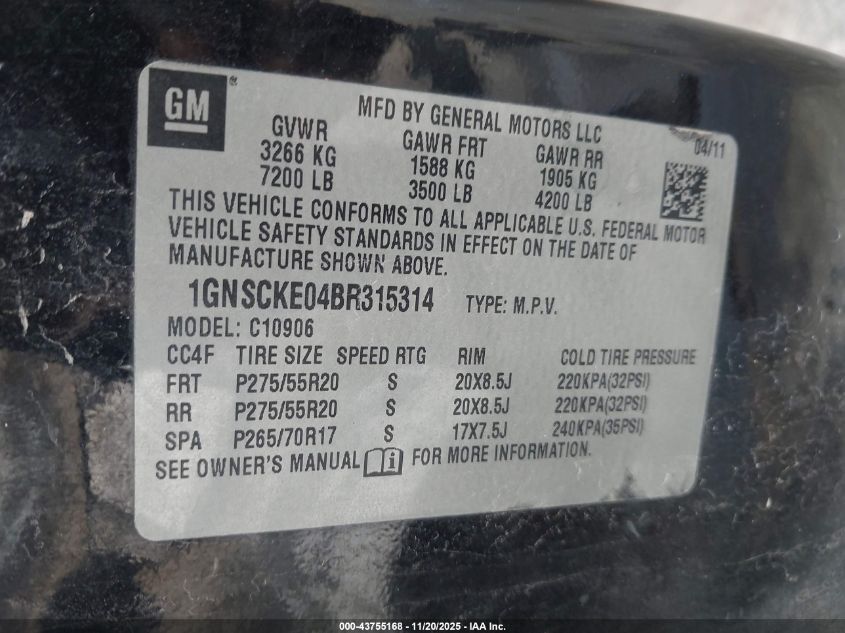 GM ®
MFD BY GENERAL MOTORS LLC
04/11
GVWR GAWR FRT GAWR RR
3266 KG 1588 KG 1905 KG
7200 LB 3500 LB 4200 LB
THIS VEHICLE CONFORMS TO ALL APPLICABLE U.S. FEDERAL MOTOR
VEHICLE SAFETY STANDARDS IN EFFECT ON THE DATE OF
MANUFACTURE SHOWN ABOVE.
1GNSCKE04BR315314 TYPE: M.P.V.
MODEL: C10906
CC4F TIRE SIZE SPEED RTG RIM COLD TIRE PRESSURE
FRT P275/55R20 S 20X8.5J 220KPA(32PSI)
RR P275/55R20 S 20X8.5J 220KPA(32PSI)
SPA P265/70R17 S 17X7.5J 240KPA(35PSI)
SEE OWNER'S MANUAL i FOR MORE INFORMATION.
000-43755168 - 11/20/2025 - IAA Inc.